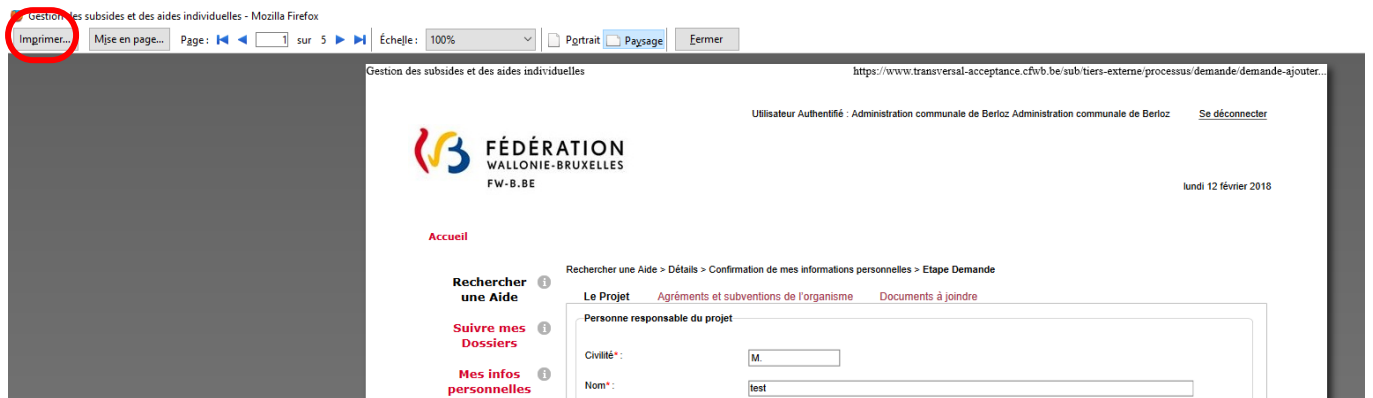 Gestion des subsides et des aides individuelles - Mozilla Firefox
Imprimer... Mise en page... Page : 1 sur 5 Échelle : 100% Portrait Paysage Fermer
Gestion des subsides et des aides individuelles https://www.transversal-acceptance.cfwb.be/sub/tiers-externe/processus/demande/demande-ajouter...
Utilisateur Authentifié : Administration communale de Berloz Administration communale de Berloz Se déconnecter
FÉDÉRATION
WALLONIE-BRUXELLES
FW-B.BE
lundi 12 février 2018
Accueil
Rechercher une Aide > Détails > Confirmation de mes informations personnelles > Etape Demande
Rechercher
une Aide
Le Projet Agréments et subventions de l'organisme Documents à joindre
Personne responsable du projet
Suivre mes
Dossiers
Civilité* : M.
Mes infos
personnelles
Nom* : test